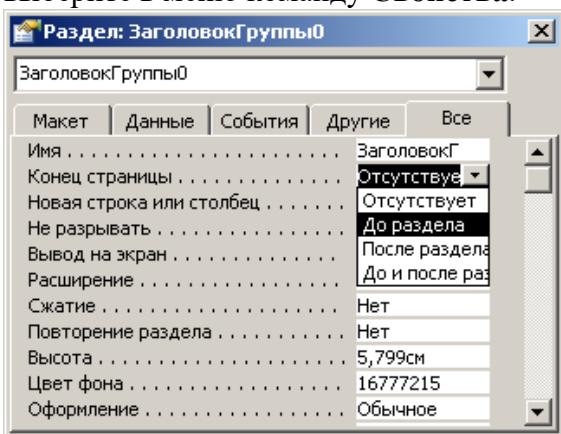 Раздел: ЗаголовокГруппы0
ЗаголовокГруппы0
Макет Данные События Другие Все
Имя . . . . . . . . . . . . . . . . . . . . . . . ЗаголовокГ
Конец страницы . . . . . . . . . . . . . Отсутствуе
Новая строка или столбец . . . . . . . Отсутствует
Не разрывать . . . . . . . . . . . . . . . . До раздела
Вывод на экран . . . . . . . . . . . . . . После раздела
Расширение . . . . . . . . . . . . . . . . . До и после раз
Сжатие . . . . . . . . . . . . . . . . . . . . Нет
Повторение раздела . . . . . . . . . . . Нет
Высота . . . . . . . . . . . . . . . . . . . . 5,799см
Цвет фона . . . . . . . . . . . . . . . . . . 16777215
Оформление . . . . . . . . . . . . . . . . . Обычное